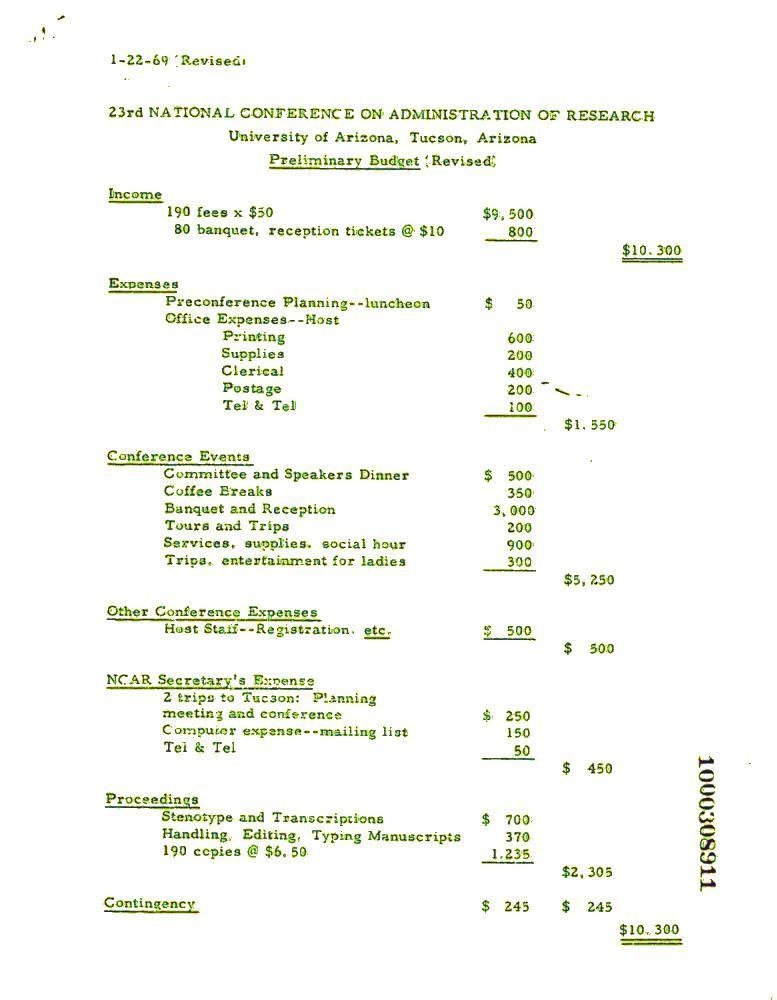 1-22-69 (Revised)
23rd NATIONAL CONFERENCE ON ADMINISTRATION OF RESEARCH
University of Arizona, Tucson, Arizona
Preliminary Budget (Revised)
Income
190 fees x $50 $9,500
80 banquet, reception tickets @ $10 800
$10.300
Expenses
Preconference Planning--luncheon $ 50
Office Expenses--Host
Printing 600
Supplies 200
Clerical 400
Postage 200
Tel & Tel 100
$1.550
Conference Events
Committee and Speakers Dinner $ 500
Coffee Breaks 350
Banquet and Reception 3,000
Tours and Trips 200
Services, supplies, social hour 900
Trips, entertainment for ladies 300
$5,250
Other Conference Expenses
Host Staff--Registration, etc. $ 500
$ 500
NCAR Secretary's Expense
2 trips to Tucson: Planning
meeting and conference $ 250
Computer expense--mailing list 150
Tel & Tel 50
$ 450
Proceedings
Stenotype and Transcriptions $ 700
Handling, Editing, Typing Manuscripts 370
190 copies @ $6.50 1.235
$2,305
Contingency $ 245 $ 245
$10.300
1000308911